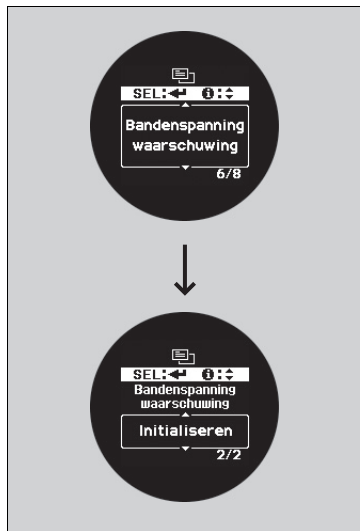 SEL:↵ i:
Bandenspanning
waarschuwing
6/8
SEL:↵ i:
Bandenspanning
waarschuwing
Initialiseren
2/2